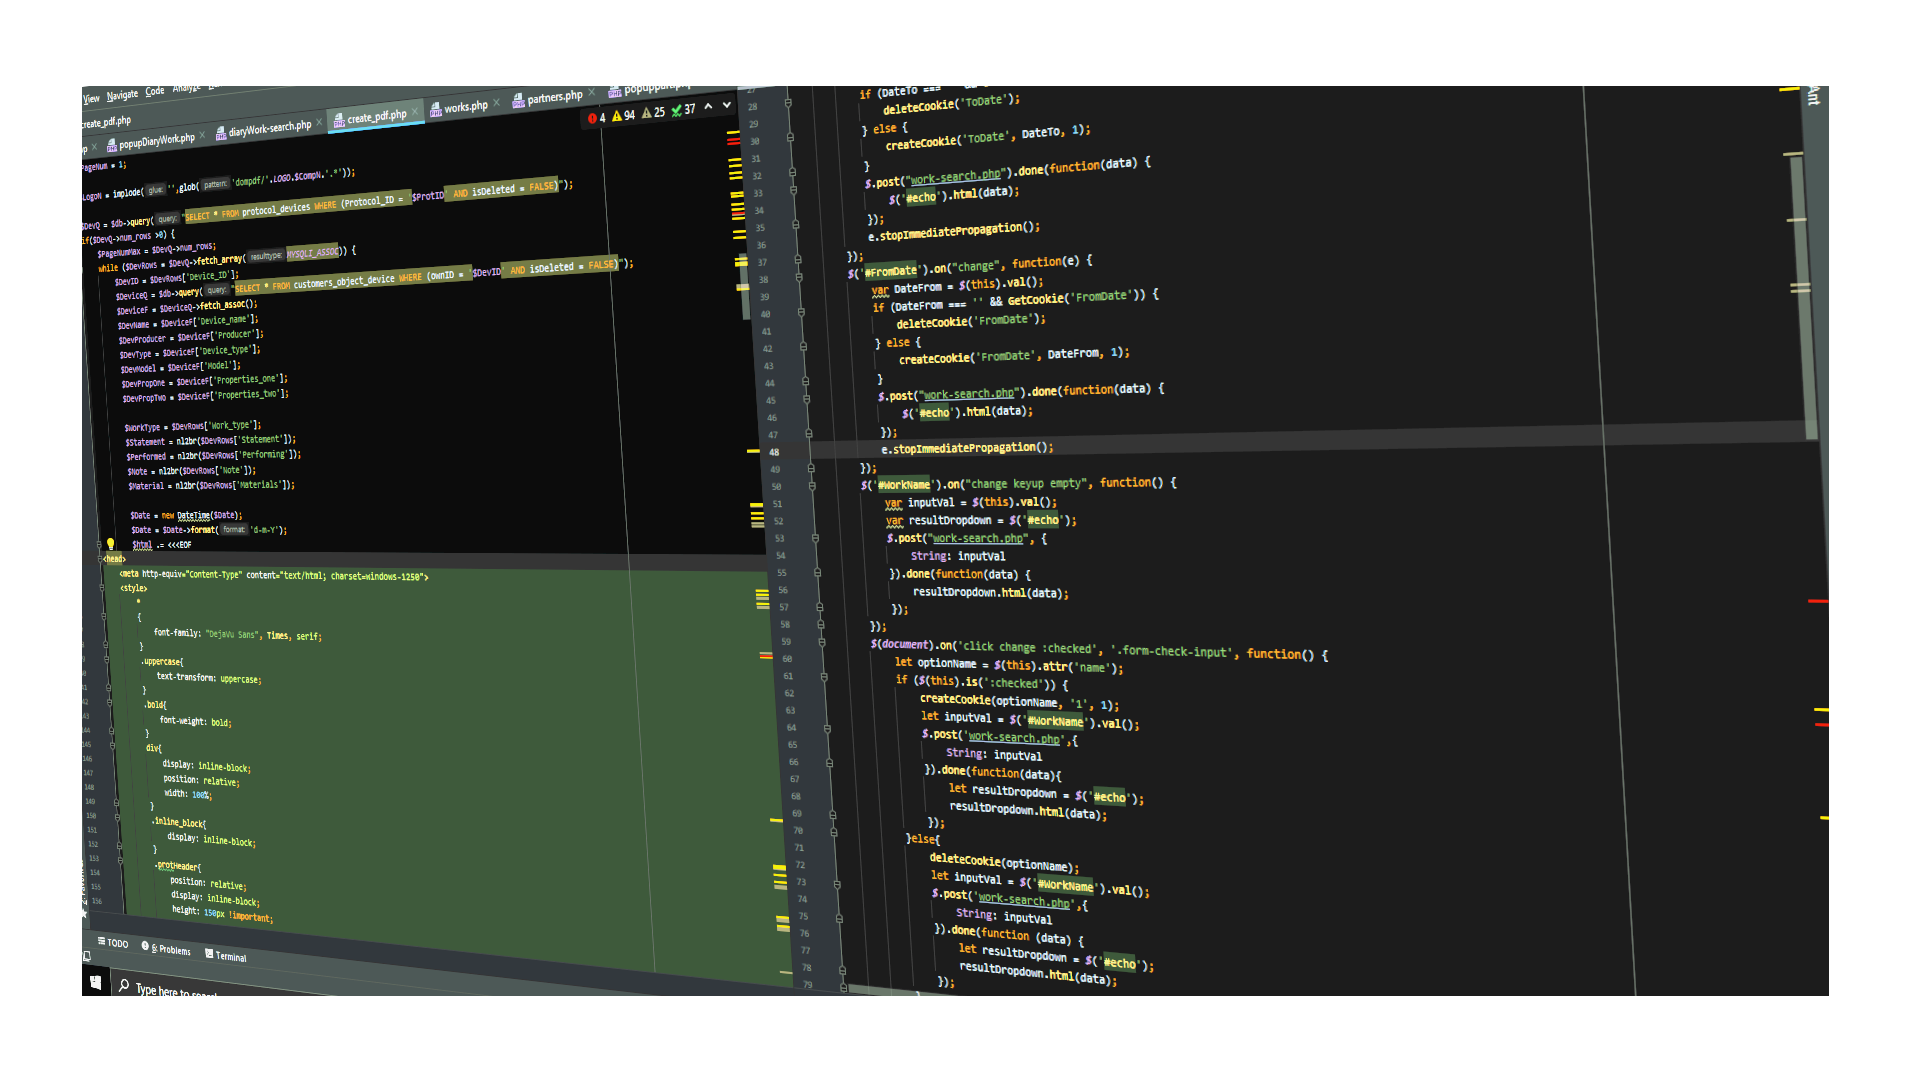 View Navigate Code
create_pdf.php
popupDiaryWork.php × diaryWork-search.php × create_pdf.php × works.php × partners.php ×
4 94 25 37
PageNum = 1;
LogoN = implode( glue: '',glob( pattern: 'dompdf/'.LOGO.$CompN.'.*'));
$DevQ = $db->query( query: "SELECT * FROM protocol_devices WHERE (Protocol_ID = '$ProtID' AND isDeleted = FALSE)");
if($DevQ->num_rows >0) {
$PageNumMax = $DevQ->num_rows;
while ($DevRows = $DevQ->fetch_array( resulttype: MYSQLI_ASSOC)) {
$DevID = $DevRows['Device_ID'];
$DeviceQ = $db->query( query: "SELECT * FROM customers_object_device WHERE (ownID = '$DevID' AND isDeleted = FALSE)");
$DeviceF = $DeviceQ->fetch_assoc();
$DevName = $DeviceF['Device_name'];
$DevProducer = $DeviceF['Producer'];
$DevType = $DeviceF['Device_type'];
$DevModel = $DeviceF['Model'];
$DevPropOne = $DeviceF['Properties_one'];
$DevPropTwo = $DeviceF['Properties_two'];
$WorkType = $DevRows['Work_type'];
$Statement = nl2br($DevRows['Statement']);
$Performed = nl2br($DevRows['Performing']);
$Note = nl2br($DevRows['Note']);
$Material = nl2br($DevRows['Materials']);
$Date = new DateTime($Date);
$Date = $Date->format( format: 'd-m-Y');
$html .= <<<EOF
<head>
<meta http-equiv="Content-Type" content="text/html; charset=windows-1250">
<style>
*
{
font-family: "DejaVu Sans", Times, serif;
}
.uppercase{
text-transform: uppercase;
}
.bold{
font-weight: bold;
}
div{
display: inline-block;
position: relative;
width: 100%;
}
.inline_block{
display: inline-block;
}
.protHeader{
position: relative;
display: inline-block;
height: 150px !important;
TODO 6: Problems Terminal
Type here to
Ant
if (DateTo ===
28 deleteCookie('ToDate');
29 } else {
30 createCookie('ToDate', DateTo, 1);
31 }
32 $.post("work-search.php").done(function(data) {
33 $('#echo').html(data);
34 });
35 e.stopImmediatePropagation();
36 });
37 $('#FromDate').on("change", function(e) {
38 var DateFrom = $(this).val();
39 if (DateFrom === '' && GetCookie('FromDate')) {
40 deleteCookie('FromDate');
41 } else {
42 createCookie('FromDate', DateFrom, 1);
43 }
44 $.post("work-search.php").done(function(data) {
45 $('#echo').html(data);
46 });
47 e.stopImmediatePropagation();
48 });
49 $('#WorkName').on("change keyup empty", function() {
50 var inputVal = $(this).val();
51 var resultDropdown = $('#echo');
52 $.post("work-search.php", {
53 String: inputVal
54 }).done(function(data) {
55 resultDropdown.html(data);
56 });
57 });
58 $(document).on('click change :checked', '.form-check-input', function() {
59 let optionName = $(this).attr('name');
60 if ($(this).is(':checked')) {
61 createCookie(optionName, '1', 1);
62 let inputVal = $('#WorkName').val();
63 $.post('work-search.php',{
64 String: inputVal
65 }).done(function(data){
66 let resultDropdown = $('#echo');
67 resultDropdown.html(data);
68 });
69 }else{
70 deleteCookie(optionName);
71 let inputVal = $('#WorkName').val();
72 $.post('work-search.php',{
73 String: inputVal
74 }).done(function (data) {
75 let resultDropdown = $('#echo');
76 resultDropdown.html(data);
77 });
78 }
79